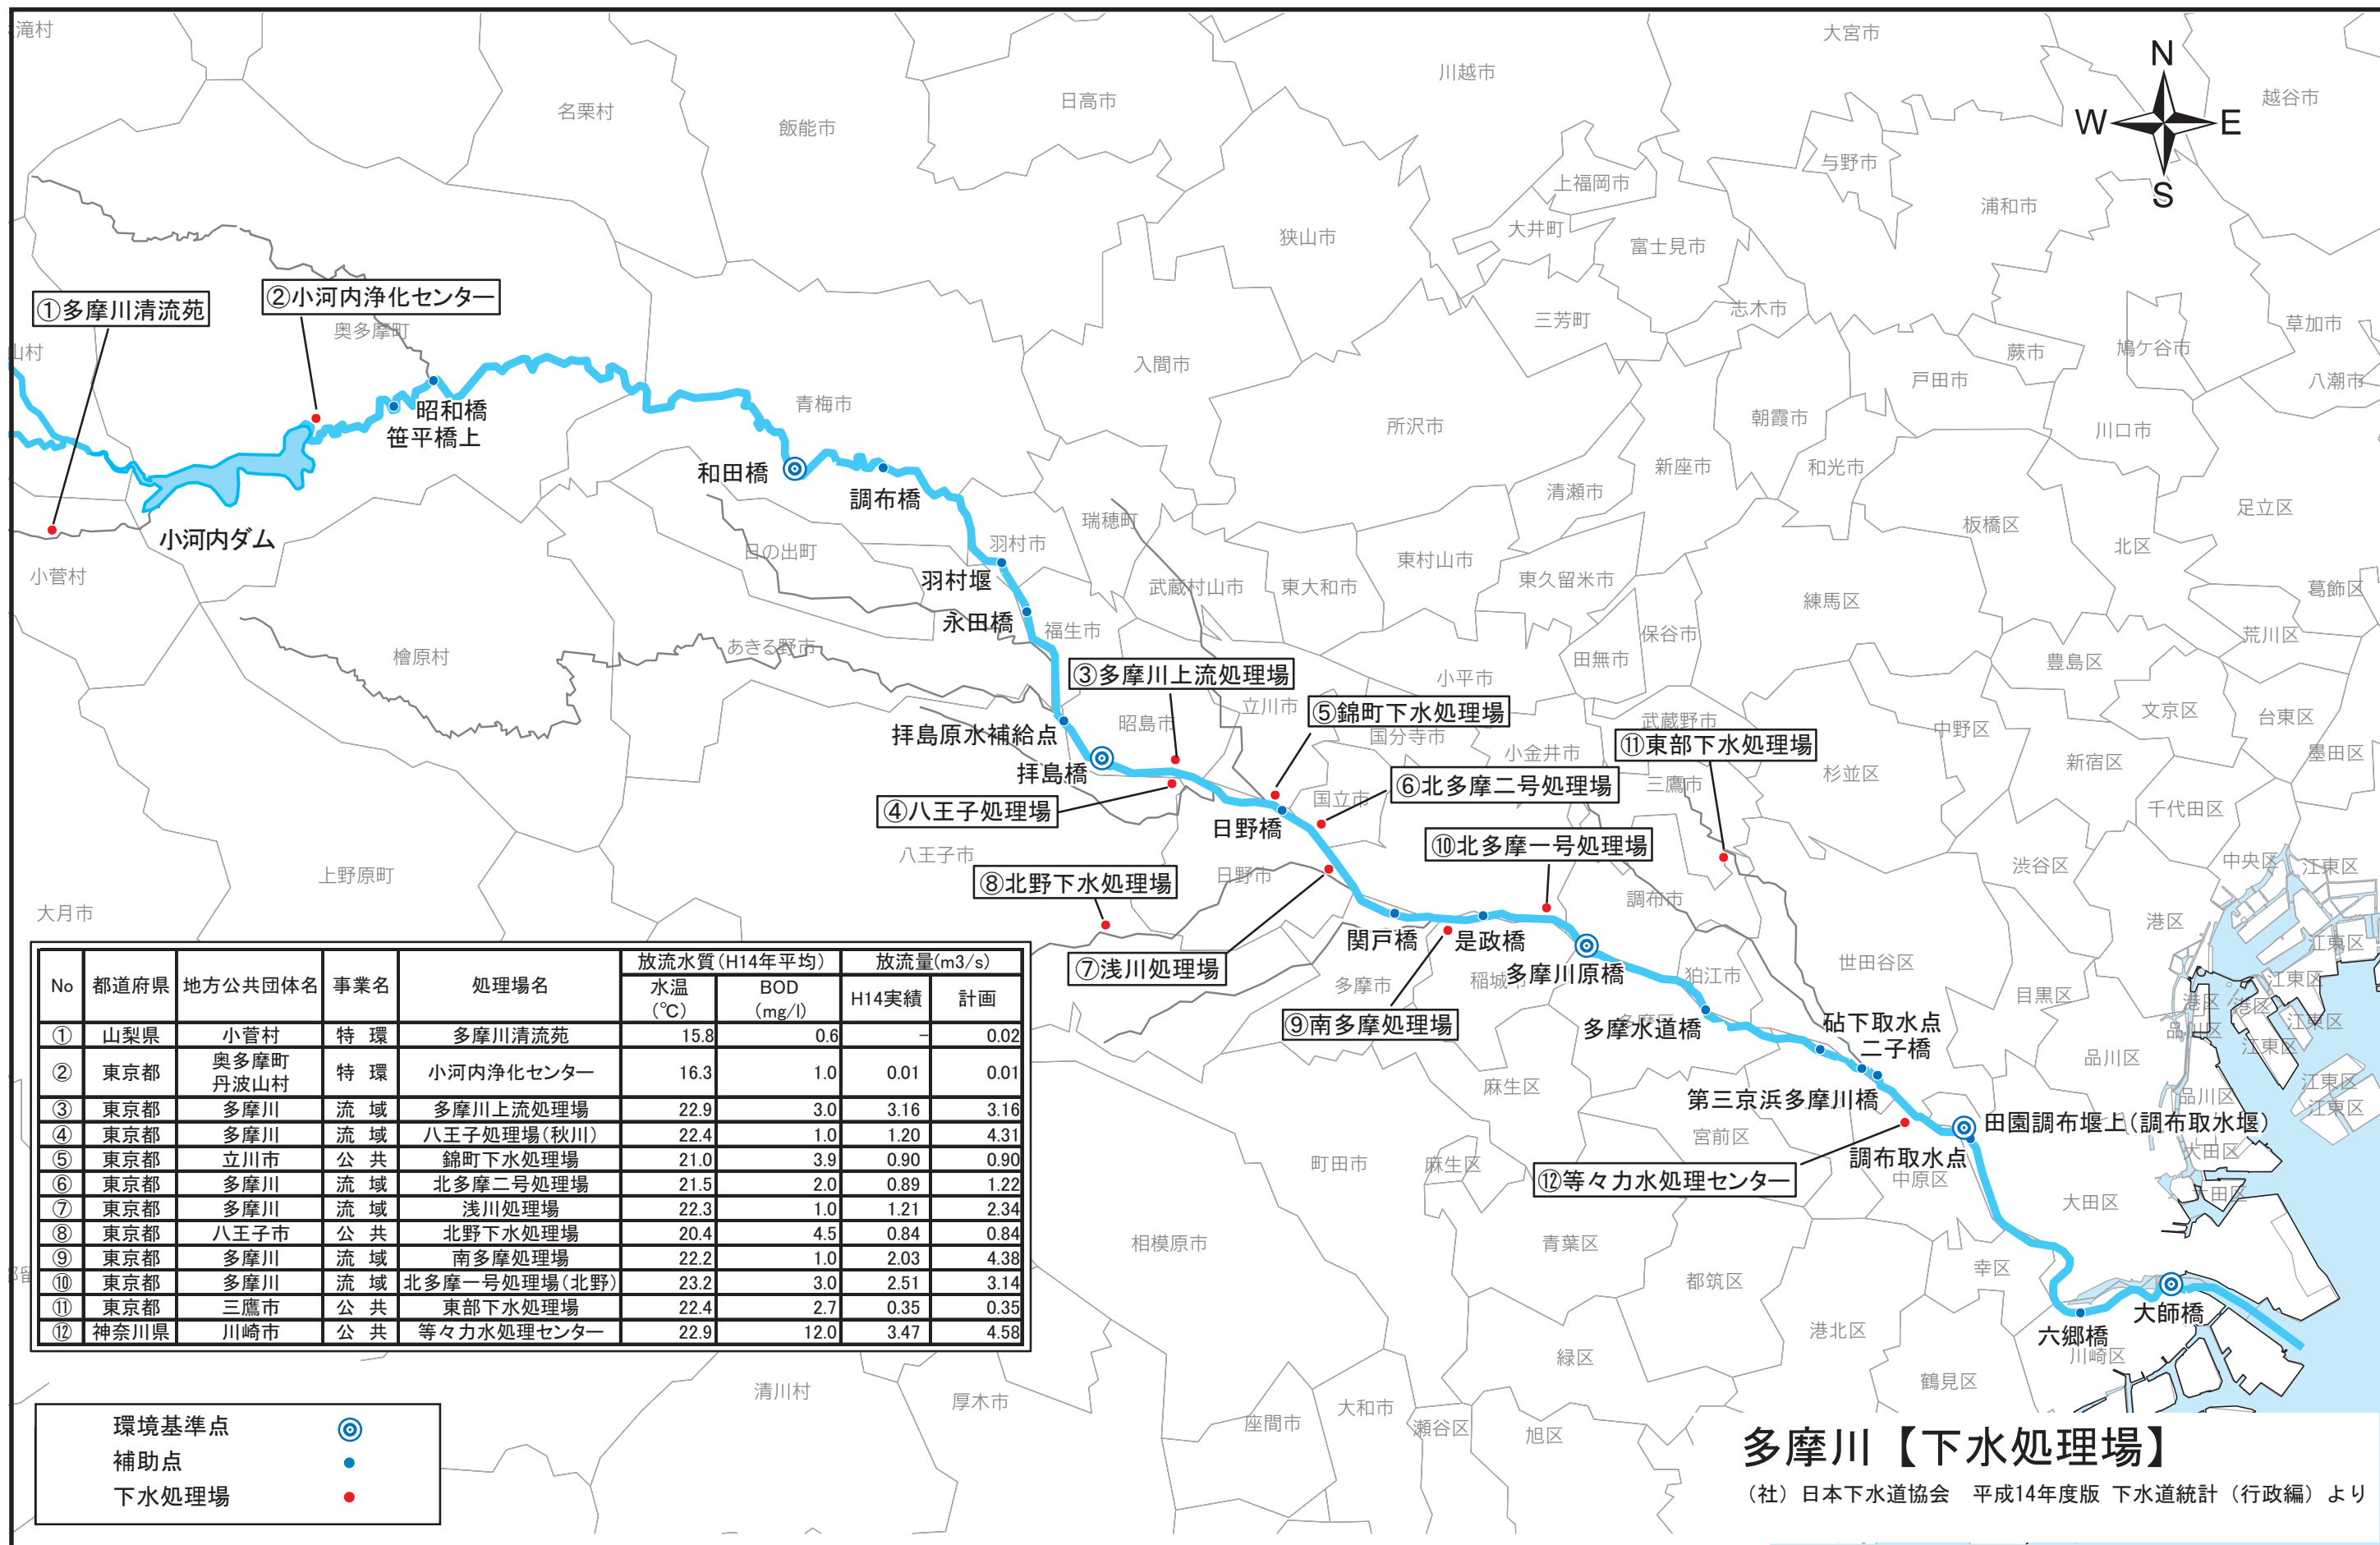 滝村
名栗村
飯能市
日高市
川越市
大宮市
越谷市
N
W
E
S
与野市
上福岡市
浦和市
大井町
富士見市
狭山市
①多摩川清流苑
②小河内浄化センター
奥多摩町
山村
三芳町
志木市
草加市
蕨市
鳩ケ谷市
入間市
戸田市
八潮市
青梅市
昭和橋
笹平橋上
所沢市
朝霞市
川口市
和田橋
調布橋
新座市
和光市
清瀬市
足立区
小河内ダム
瑞穂町
板橋区
羽村市
日の出町
北区
東村山市
小菅村
羽村堰
武蔵村山市
東大和市
東久留米市
葛飾区
練馬区
永田橋
福生市
保谷市
荒川区
檜原村
あきる野市
田無市
豊島区
③多摩川上流処理場
小平市
立川市
⑤錦町下水処理場
文京区
台東区
昭島市
武蔵野市
中野区
拝島原水補給点
国分寺市
小金井市
⑪東部下水処理場
墨田区
拝島橋
新宿区
三鷹市
杉並区
⑥北多摩二号処理場
国立市
④八王子処理場
千代田区
日野橋
⑩北多摩一号処理場
八王子市
渋谷区
中央区
江東区
上野原町
⑧北野下水処理場
日野市
調布市
大月市
港区
関戸橋
是政橋
江東区
⑦浅川処理場
多摩市
稲城市
多摩川原橋
狛江市
世田谷区
江東区
目黒区
港区
港区
⑨南多摩処理場
多摩水道橋
多摩区
砧下取水点
二子橋
品川区
江東区
江東区
品川区
麻生区
第三京浜多摩川橋
品川区
江東区
江東区
宮前区
田園調布堰上(調布取水堰)
町田市
麻生区
調布取水点
大田区
⑫等々力水処理センター
中原区
大田区
大田区
相模原市
青葉区
都筑区
幸区
大師橋
港北区
六郷橋
川崎区
緑区
鶴見区
No 都道府県 地方公共団体名 事業名 処理場名 放流水質(H14年平均) 放流量(m3/s)
水温(℃) BOD(mg/l) H14実績 計画
① 山梨県 小菅村 特 環 多摩川清流苑 15.8 0.6 − 0.02
② 東京都 奥多摩町 丹波山村 特 環 小河内浄化センター 16.3 1.0 0.01 0.01
③ 東京都 多摩川 流 域 多摩川上流処理場 22.9 3.0 3.16 3.16
④ 東京都 多摩川 流 域 八王子処理場(秋川) 22.4 1.0 1.20 4.31
⑤ 東京都 立川市 公 共 錦町下水処理場 21.0 3.9 0.90 0.90
⑥ 東京都 多摩川 流 域 北多摩二号処理場 21.5 2.0 0.89 1.22
⑦ 東京都 多摩川 流 域 浅川処理場 22.3 1.0 1.21 2.34
⑧ 東京都 八王子市 公 共 北野下水処理場 20.4 4.5 0.84 0.84
⑨ 東京都 多摩川 流 域 南多摩処理場 22.2 1.0 2.03 4.38
⑩ 東京都 多摩川 流 域 北多摩一号処理場(北野) 23.2 3.0 2.51 3.14
⑪ 東京都 三鷹市 公 共 東部下水処理場 22.4 2.7 0.35 0.35
⑫ 神奈川県 川崎市 公 共 等々力水処理センター 22.9 12.0 3.47 4.58
清川村
厚木市
座間市
大和市
瀬谷区
旭区
環境基準点
補助点
下水処理場
多摩川【下水処理場】
（社）日本下水道協会 平成14年度版 下水道統計（行政編）より